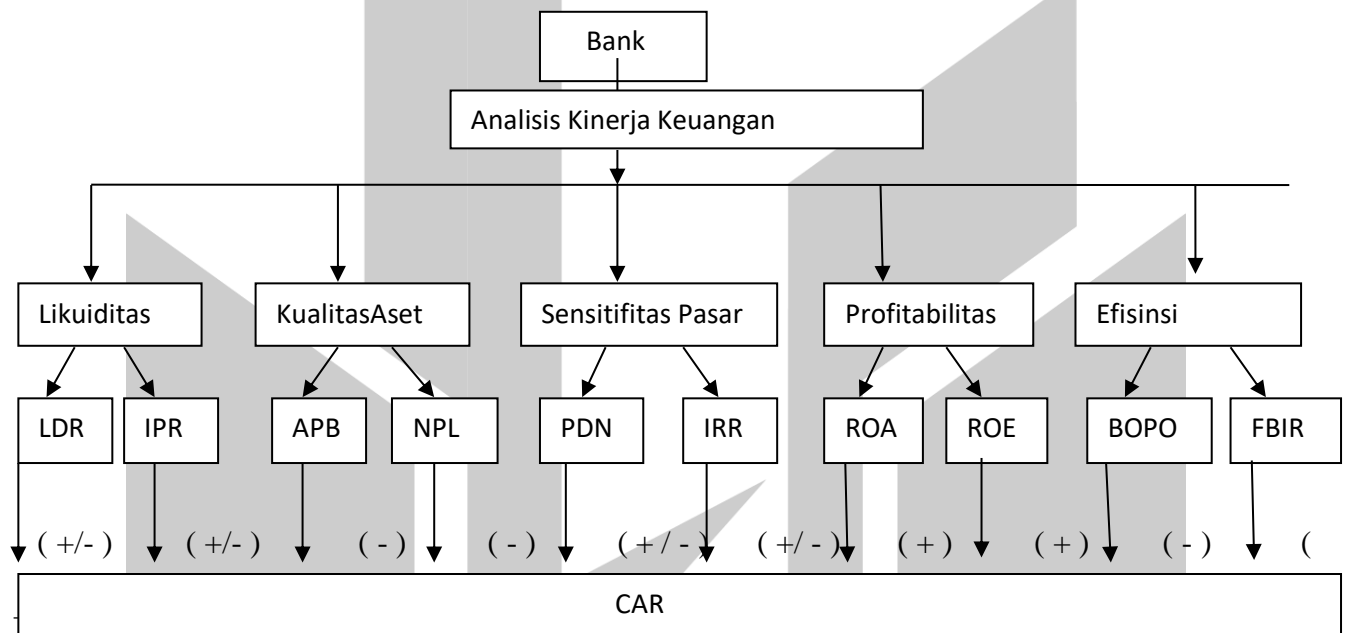 Bank
Analisis Kinerja Keuangan
Likuiditas KualitasAset Sensitifitas Pasar Profitabilitas Efisinsi
LDR IPR APB NPL PDN IRR ROA ROE BOPO FBIR
( +/- ) ( +/- ) ( - ) ( - ) ( + / - ) ( +/- ) ( + ) ( + ) ( - ) (
CAR